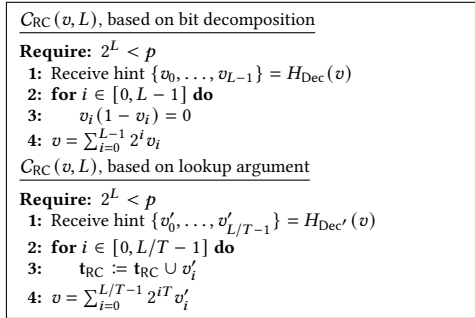 𝒞_RC(v, L), based on bit decomposition
Require: 2^L < p
1: Receive hint {v_0, . . . , v_{L−1}} = H_Dec(v)
2: for i ∈ [0, L − 1] do
3: v_i(1 − v_i) = 0
4: v = ∑_{i=0}^{L−1} 2^i v_i
𝒞_RC(v, L), based on lookup argument
Require: 2^L < p
1: Receive hint {v′_0, . . . , v′_{L/T−1}} = H_Dec′(v)
2: for i ∈ [0, L/T − 1] do
3: t_RC := t_RC ∪ v′_i
4: v = ∑_{i=0}^{L/T−1} 2^{iT} v′_i